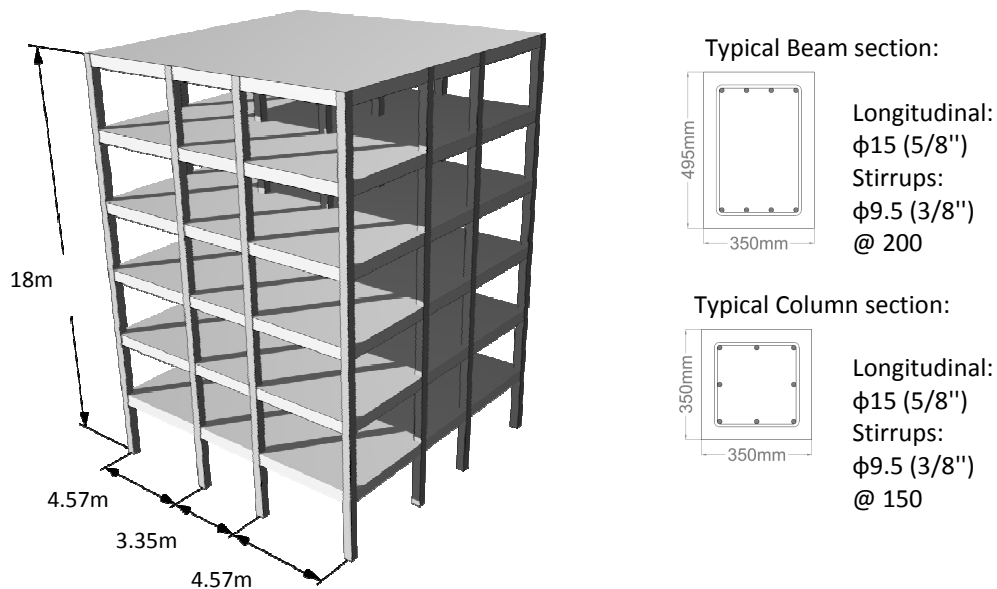 18m
4.57m
3.35m
4.57m
Typical Beam section:
495mm
350mm
Longitudinal:
ϕ15 (5/8'')
Stirrups:
ϕ9.5 (3/8'')
@ 200
Typical Column section:
350mm
350mm
Longitudinal:
ϕ15 (5/8'')
Stirrups:
ϕ9.5 (3/8'')
@ 150